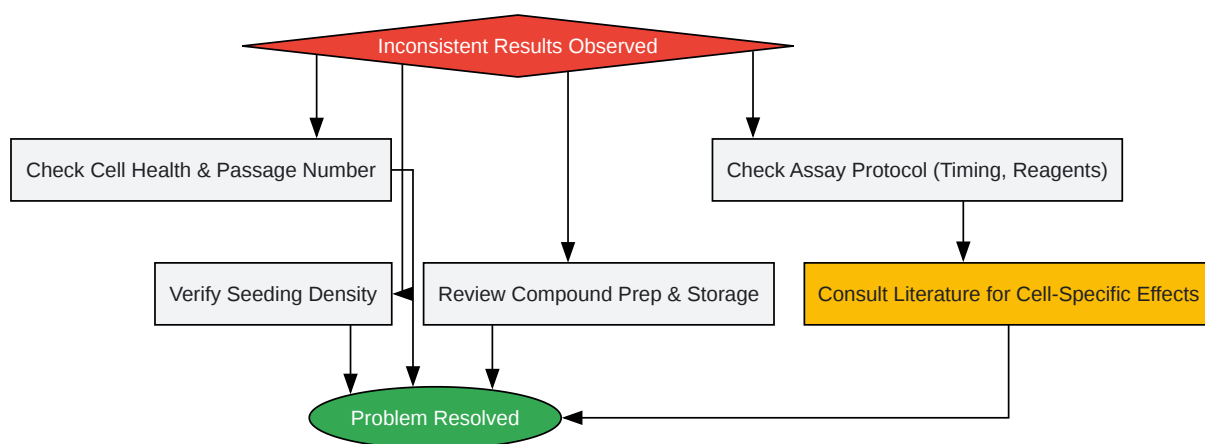 Inconsistent Results Observed
Check Cell Health & Passage Number
Check Assay Protocol (Timing, Reagents)
Verify Seeding Density
Review Compound Prep & Storage
Consult Literature for Cell-Specific Effects
Problem Resolved